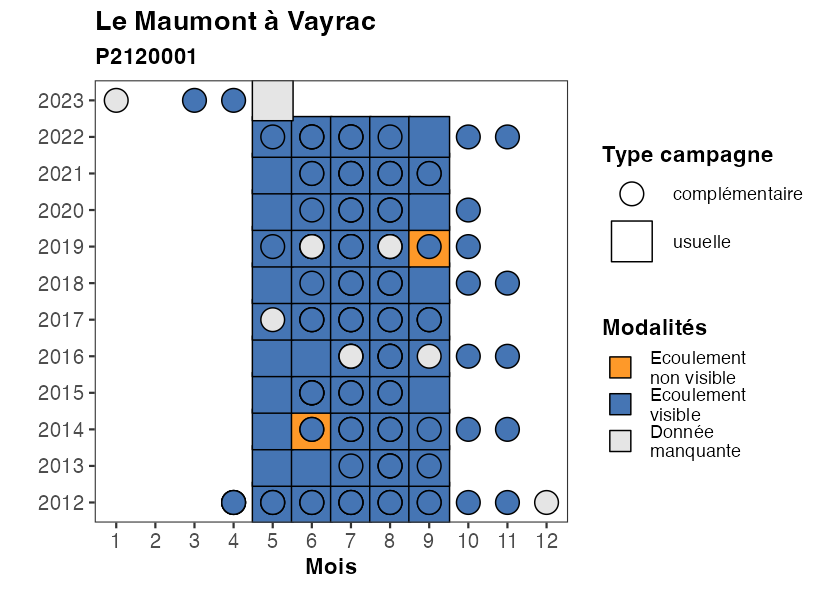 Le Maumont à Vayrac
P2120001
2023
2022
2021
2020
2019
2018
2017
2016
2015
2014
2013
2012
1 2 3 4 5 6 7 8 9 10 11 12
Mois
Type campagne
complémentaire
usuelle
Modalités
Ecoulement
non visible
Ecoulement
visible
Donnée
manquante